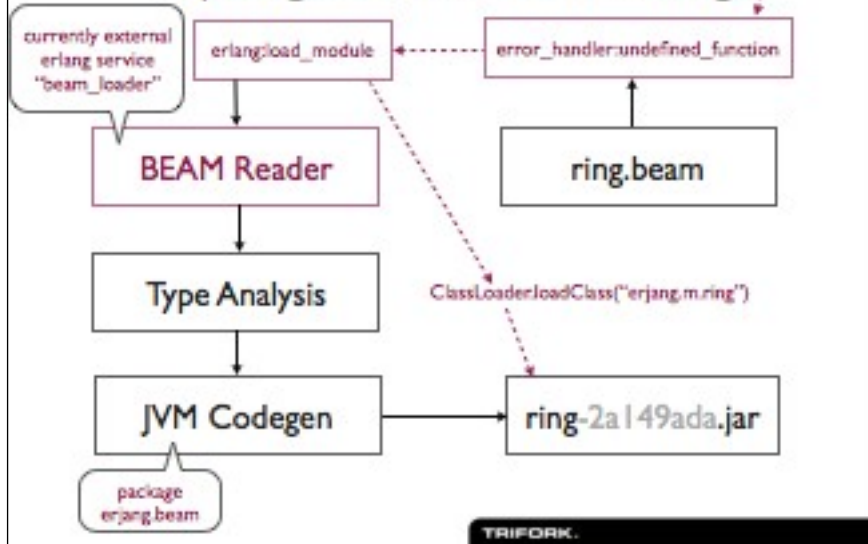 currently external
erlang service
"beam_loader"
erlang:load_module
error_handler:undefined_function
BEAM Reader
ring.beam
Type Analysis
ClassLoader.loadClass("erjang.m.ring")
JVM Codegen
ring-2a149ada.jar
package
erjang.beam
TRIFORK.